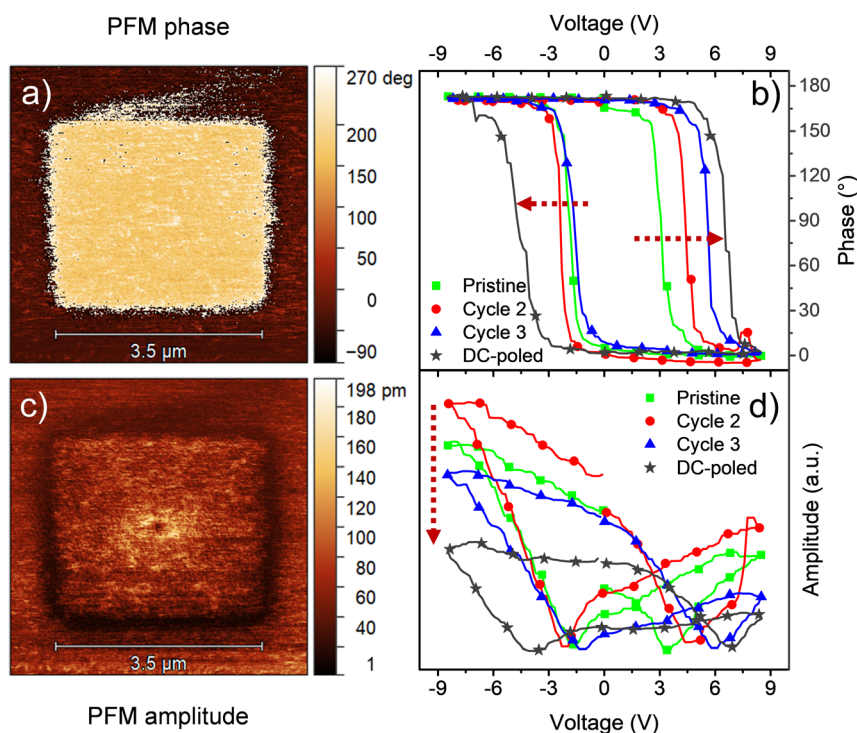 PFM phase
a)
270 deg
200
150
100
50
0
−90
3.5 µm
c)
198 pm
180
160
140
120
100
80
60
40
1
3.5 µm
PFM amplitude
Voltage (V)
-9 -6 -3 0 3 6 9
b)
180
150
120
90
60
30
0
Phase (°)
Pristine
Cycle 2
Cycle 3
DC-poled
d)
Pristine
Cycle 2
Cycle 3
DC-poled
Amplitude (a.u.)
-9 -6 -3 0 3 6 9
Voltage (V)